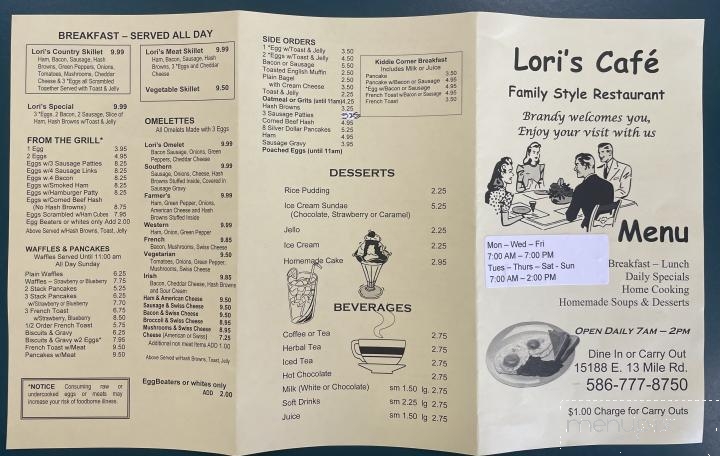 BREAKFAST – SERVED ALL DAY
Lori's Country Skillet 9.99
Ham, Bacon, Sausage, Hash
Browns, Green Peppers, Onions,
Tomatoes, Mushrooms, Cheddar
Cheese & 3 *Eggs all Scrambled
Together Served with Toast & Jelly
Lori's Special 9.99
3 *Eggs, 2 Bacon, 2 Sausage, Slice of
Ham, Hash Browns w/Toast & Jelly
FROM THE GRILL*
1 Egg 3.95
2 Eggs 4.95
Eggs w/3 Sausage Patties 8.25
Eggs w/4 Sausage Links 8.25
Eggs w.4 Bacon 8.25
Eggs w/Smoked Ham 8.25
Eggs w/Hamburger Patty 8.25
Eggs w/Corned Beef Hash
(No Hash Browns) 8.75
Eggs Scrambled w/Ham Cubes 7.95
Egg Beaters or whites only Add 2.00
Above Served w/Hash Browns, Toast, Jelly
WAFFLES & PANCAKES
Waffles Served Until 11:00 am
All Day Sunday
Plain Waffles 6.25
Waffles – Strawberry or Blueberry 7.75
2 Stack Pancakes 5.25
3 Stack Pancakes 6.25
w/Strawberry or Blueberry 7.70
3 French Toast 6.75
w/Strawberry, Blueberry 8.50
1/2 Order French Toast 5.75
Biscuits & Gravy 6.25
Biscuits & Gravy w2 Eggs* 7.95
French Toast w/Meat 9.50
Pancakes w/Meat 9.50
*NOTICE Consuming raw or
undercooked eggs or meats may
increase your risk of foodborne illness.
Lori's Meat Skillet 9.99
Ham, Bacon, Sausage, Hash
Browns, 3 *Eggs and Cheddar
Cheese
Vegetable Skillet 9.50
OMELETTES
All Omelets Made with 3 Eggs
Lori's Omelet 9.99
Bacon Sausage, Onions, Green
Peppers, Cheddar Cheese
Southern 9.99
Sausage, Onions, Cheese, Hash
Browns Stuffed Inside, Covered in
Sausage Gravy
Farmer's 9.99
Ham, Green Pepper, Onions,
American Cheese and Hash
Browns Stuffed Inside
Western 9.99
Ham, Onion, Green Pepper
French 9.85
Bacon, Mushrooms, Swiss Cheese
Vegetarian 9.50
Tomatoes, Onions, Green Pepper,
Mushrooms, Swiss Cheese
Irish 9.85
Bacon, Cheddar Cheese, Hash Browns
and Sour Cream
Ham & American Cheese 9.50
Sausage & Swiss Cheese 9.50
Bacon & Swiss Cheese 9.50
Broccoli & Swiss Cheese 8.95
Mushrooms & Swiss Cheese 8.95
Cheese (American or Swiss) 7.25
Additional non meat items ADD 1.00
Above Served w/Hash Browns, Toast, Jelly
EggBeaters or whites only
ADD 2.00
SIDE ORDERS
1 *Egg w/Toast & Jelly 3.50
2 *Eggs w/Toast & Jelly 4.50
Bacon or Sausage 5.50
Toasted English Muffin 2.50
Plain Bagel 2.50
with Cream Cheese 3.50
Toast & Jelly 2.25
Oatmeal or Grits (until 11am) 4.25
Hash Browns 3.25
3 Sausage Patties
Corned Beef Hash 4.95
8 Silver Dollar Pancakes 5.25
Ham 4.95
Sausage Gravy 3.95
Poached Eggs (until 11am)
Kiddie Corner Breakfast
Includes Milk or Juice
Pancake 3.50
Pancake w/Bacon or Sausage 4.95
*Egg w/Bacon or Sausage 4.95
French Toast w/Bacon or Sausage 4.95
French Toast 3.50
DESSERTS
Rice Pudding 2.25
Ice Cream Sundae 5.25
(Chocolate, Strawberry or Caramel)
Jello 2.25
Ice Cream 2.25
Homemade Cake 2.95
BEVERAGES
Coffee or Tea 2.75
Herbal Tea 2.75
Iced Tea 2.75
Hot Chocolate 2.75
Milk (White or Chocolate) sm 1.50 lg 2.75
Soft Drinks sm 2.25 lg 2.75
Juice sm 1.50 lg 2.75
Lori's Café
Family Style Restaurant
Brandy welcomes you,
Enjoy your visit with us
Menu
Mon – Wed – Fri
7:00 AM – 7:00 PM
Tues – Thurs – Sat - Sun
7:00 AM – 2:00 PM
Breakfast – Lunch
Daily Specials
Home Cooking
Homemade Soups & Desserts
OPEN DAILY 7AM – 2PM
Dine In or Carry Out
15188 E. 13 Mile Rd.
586-777-8750
$1.00 Charge for Carry Outs